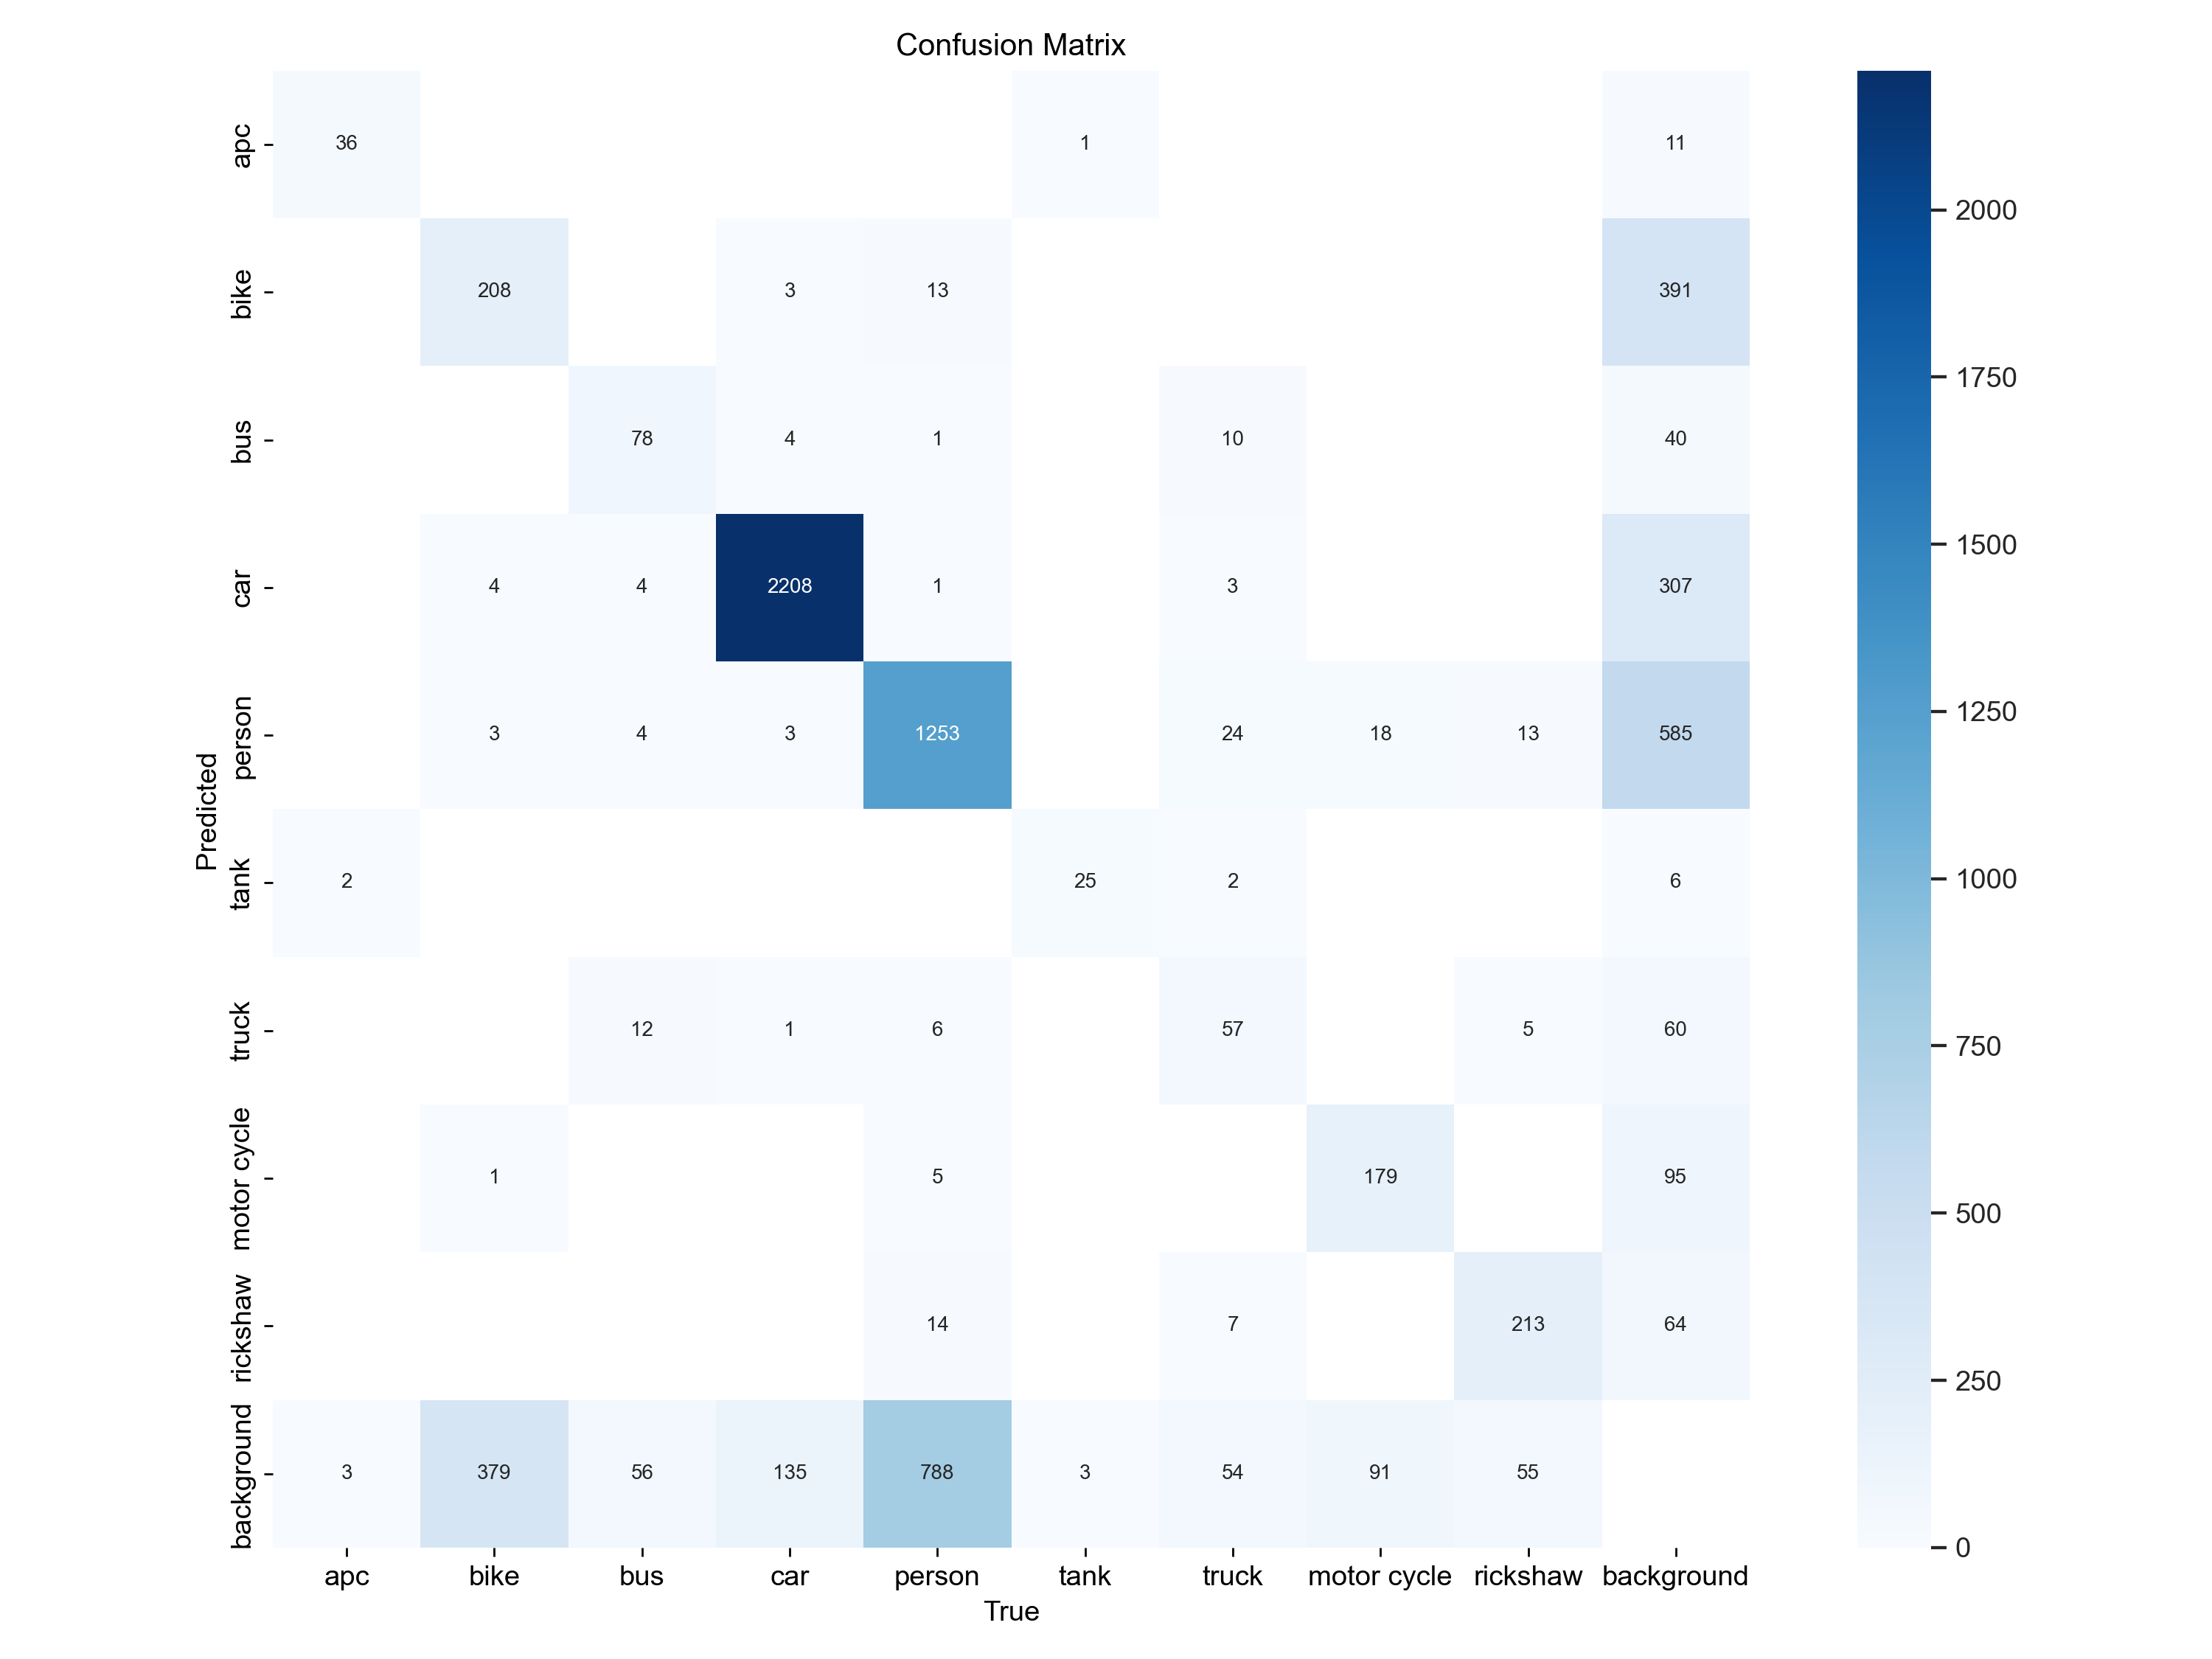 Confusion Matrix
apc 36 1 11
bike 208 3 13 391
bus 78 4 1 10 40
car 4 4 2208 1 3 307
person 3 4 3 1253 24 18 13 585
tank 2 25 2 6
truck 12 1 6 57 5 60
motor cycle 1 5 179 95
rickshaw 14 7 213 64
background 3 379 56 135 788 3 54 91 55
Predicted
apc bike bus car person tank truck motor cycle rickshaw background
True
2000
1750
1500
1250
1000
750
500
250
0